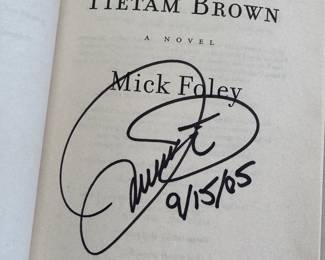 Tietam Brown
A NOVEL
Mick Foley
9/15/05